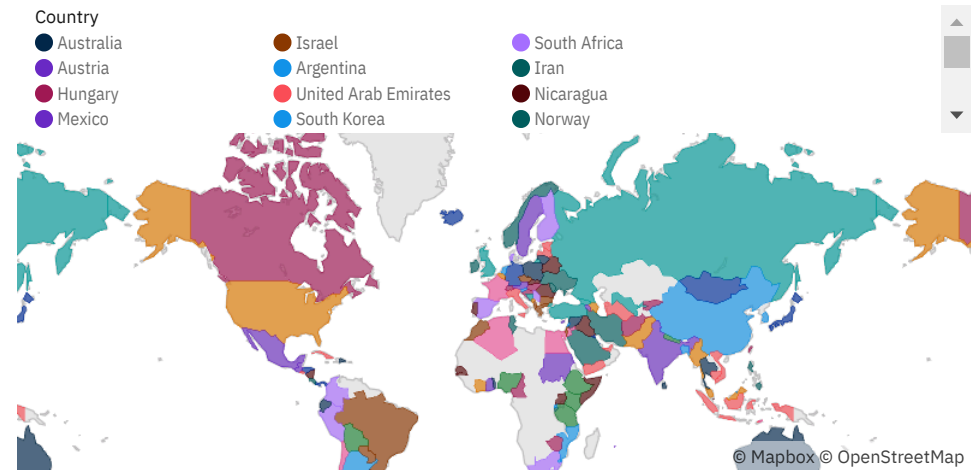 Country
Australia
Israel
South Africa
Austria
Argentina
Iran
Hungary
United Arab Emirates
Nicaragua
Mexico
South Korea
Norway
© Mapbox © OpenStreetMap